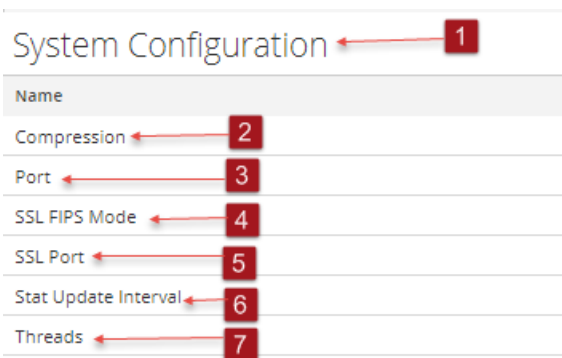 System Configuration 1
Name
Compression 2
Port 3
SSL FIPS Mode 4
SSL Port 5
Stat Update Interval 6
Threads 7